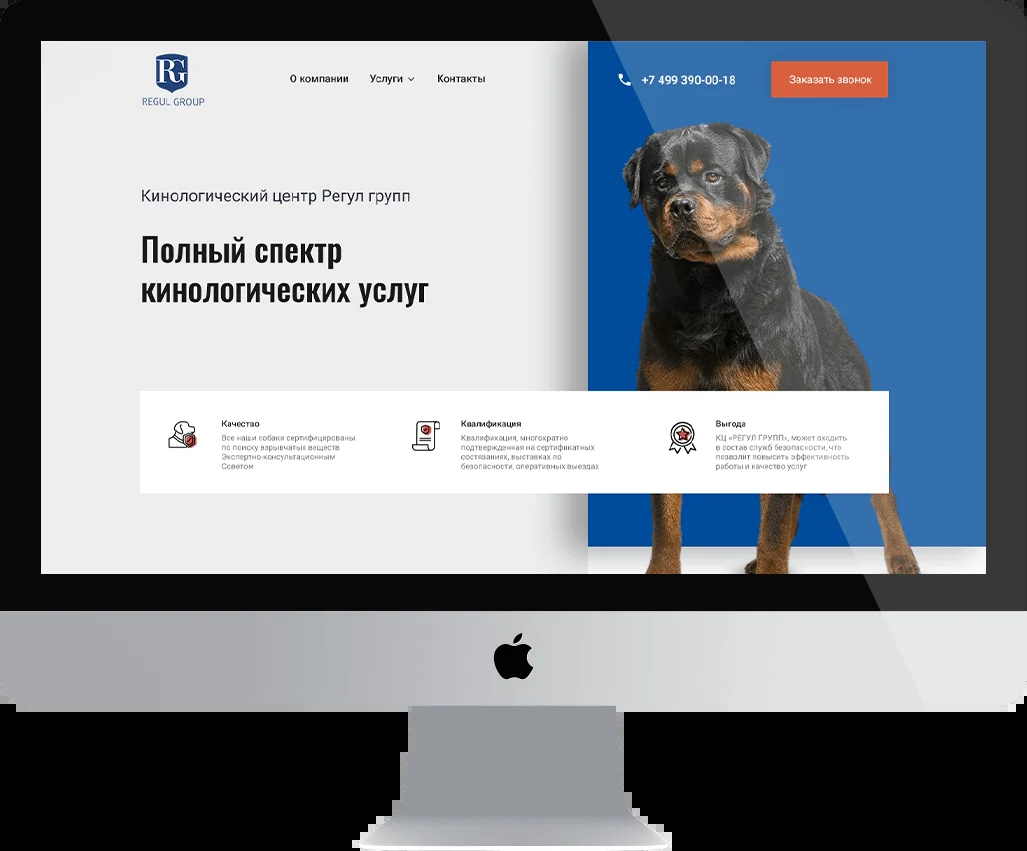 RG
REGUL GROUP
О компании
Услуги
Контакты
+7 499 390-00-18
Заказать звонок
Кинологический центр Регул групп
Полный спектр
кинологических услуг
Качество
Все наши собаки сертифицированы
по поиску взрывчатых веществ
Экспертно-консультационным
Советом
Квалификация
Квалификация, многократно
подтвержденная на сертификатных
состязаниях, выставках по
безопасности, оперативных выездах
Выгода
КЦ «РЕГУЛ ГРУПП», может входить
в состав служб безопасности, что
позволит повысить эффективность
работы и качество услуг